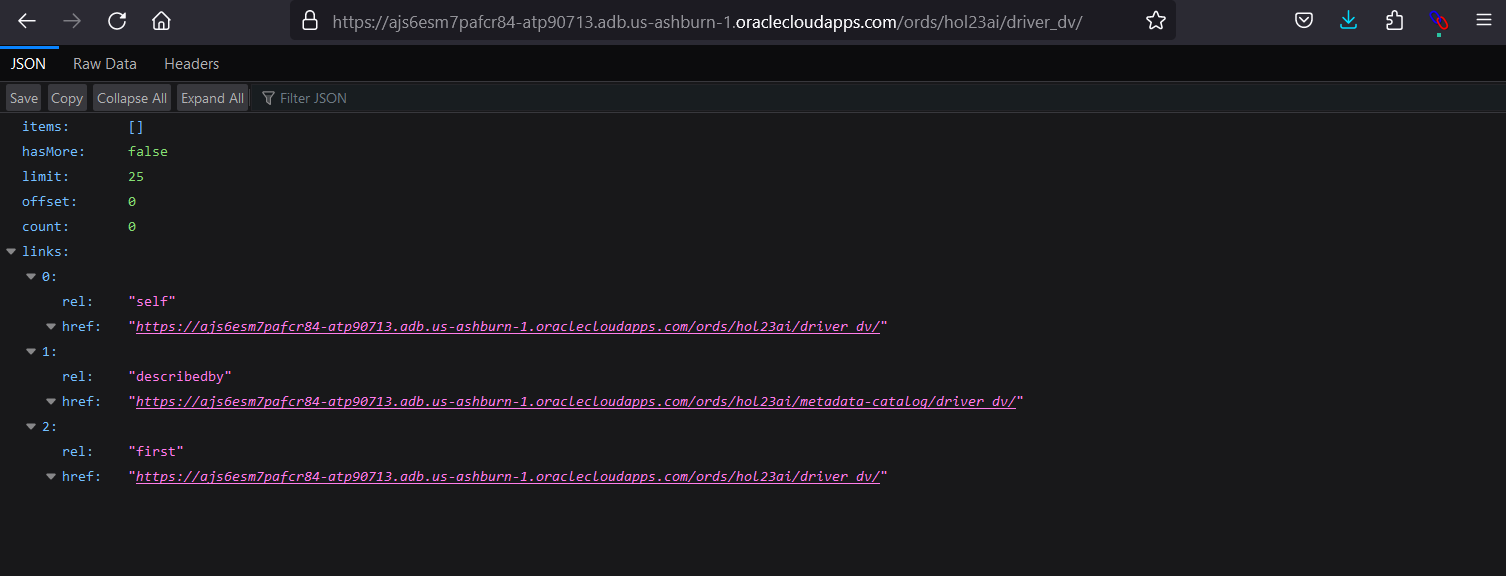 https://ajs6esm7pafcr84-atp90713.adb.us-ashburn-1.oraclecloudapps.com/ords/hol23ai/driver_dv/
JSON Raw Data Headers
Save Copy Collapse All Expand All Filter JSON
items: []
hasMore: false
limit: 25
offset: 0
count: 0
links:
0:
rel: "self"
href: "https://ajs6esm7pafcr84-atp90713.adb.us-ashburn-1.oraclecloudapps.com/ords/hol23ai/driver_dv/"
1:
rel: "describedby"
href: "https://ajs6esm7pafcr84-atp90713.adb.us-ashburn-1.oraclecloudapps.com/ords/hol23ai/metadata-catalog/driver_dv/"
2:
rel: "first"
href: "https://ajs6esm7pafcr84-atp90713.adb.us-ashburn-1.oraclecloudapps.com/ords/hol23ai/driver_dv/"